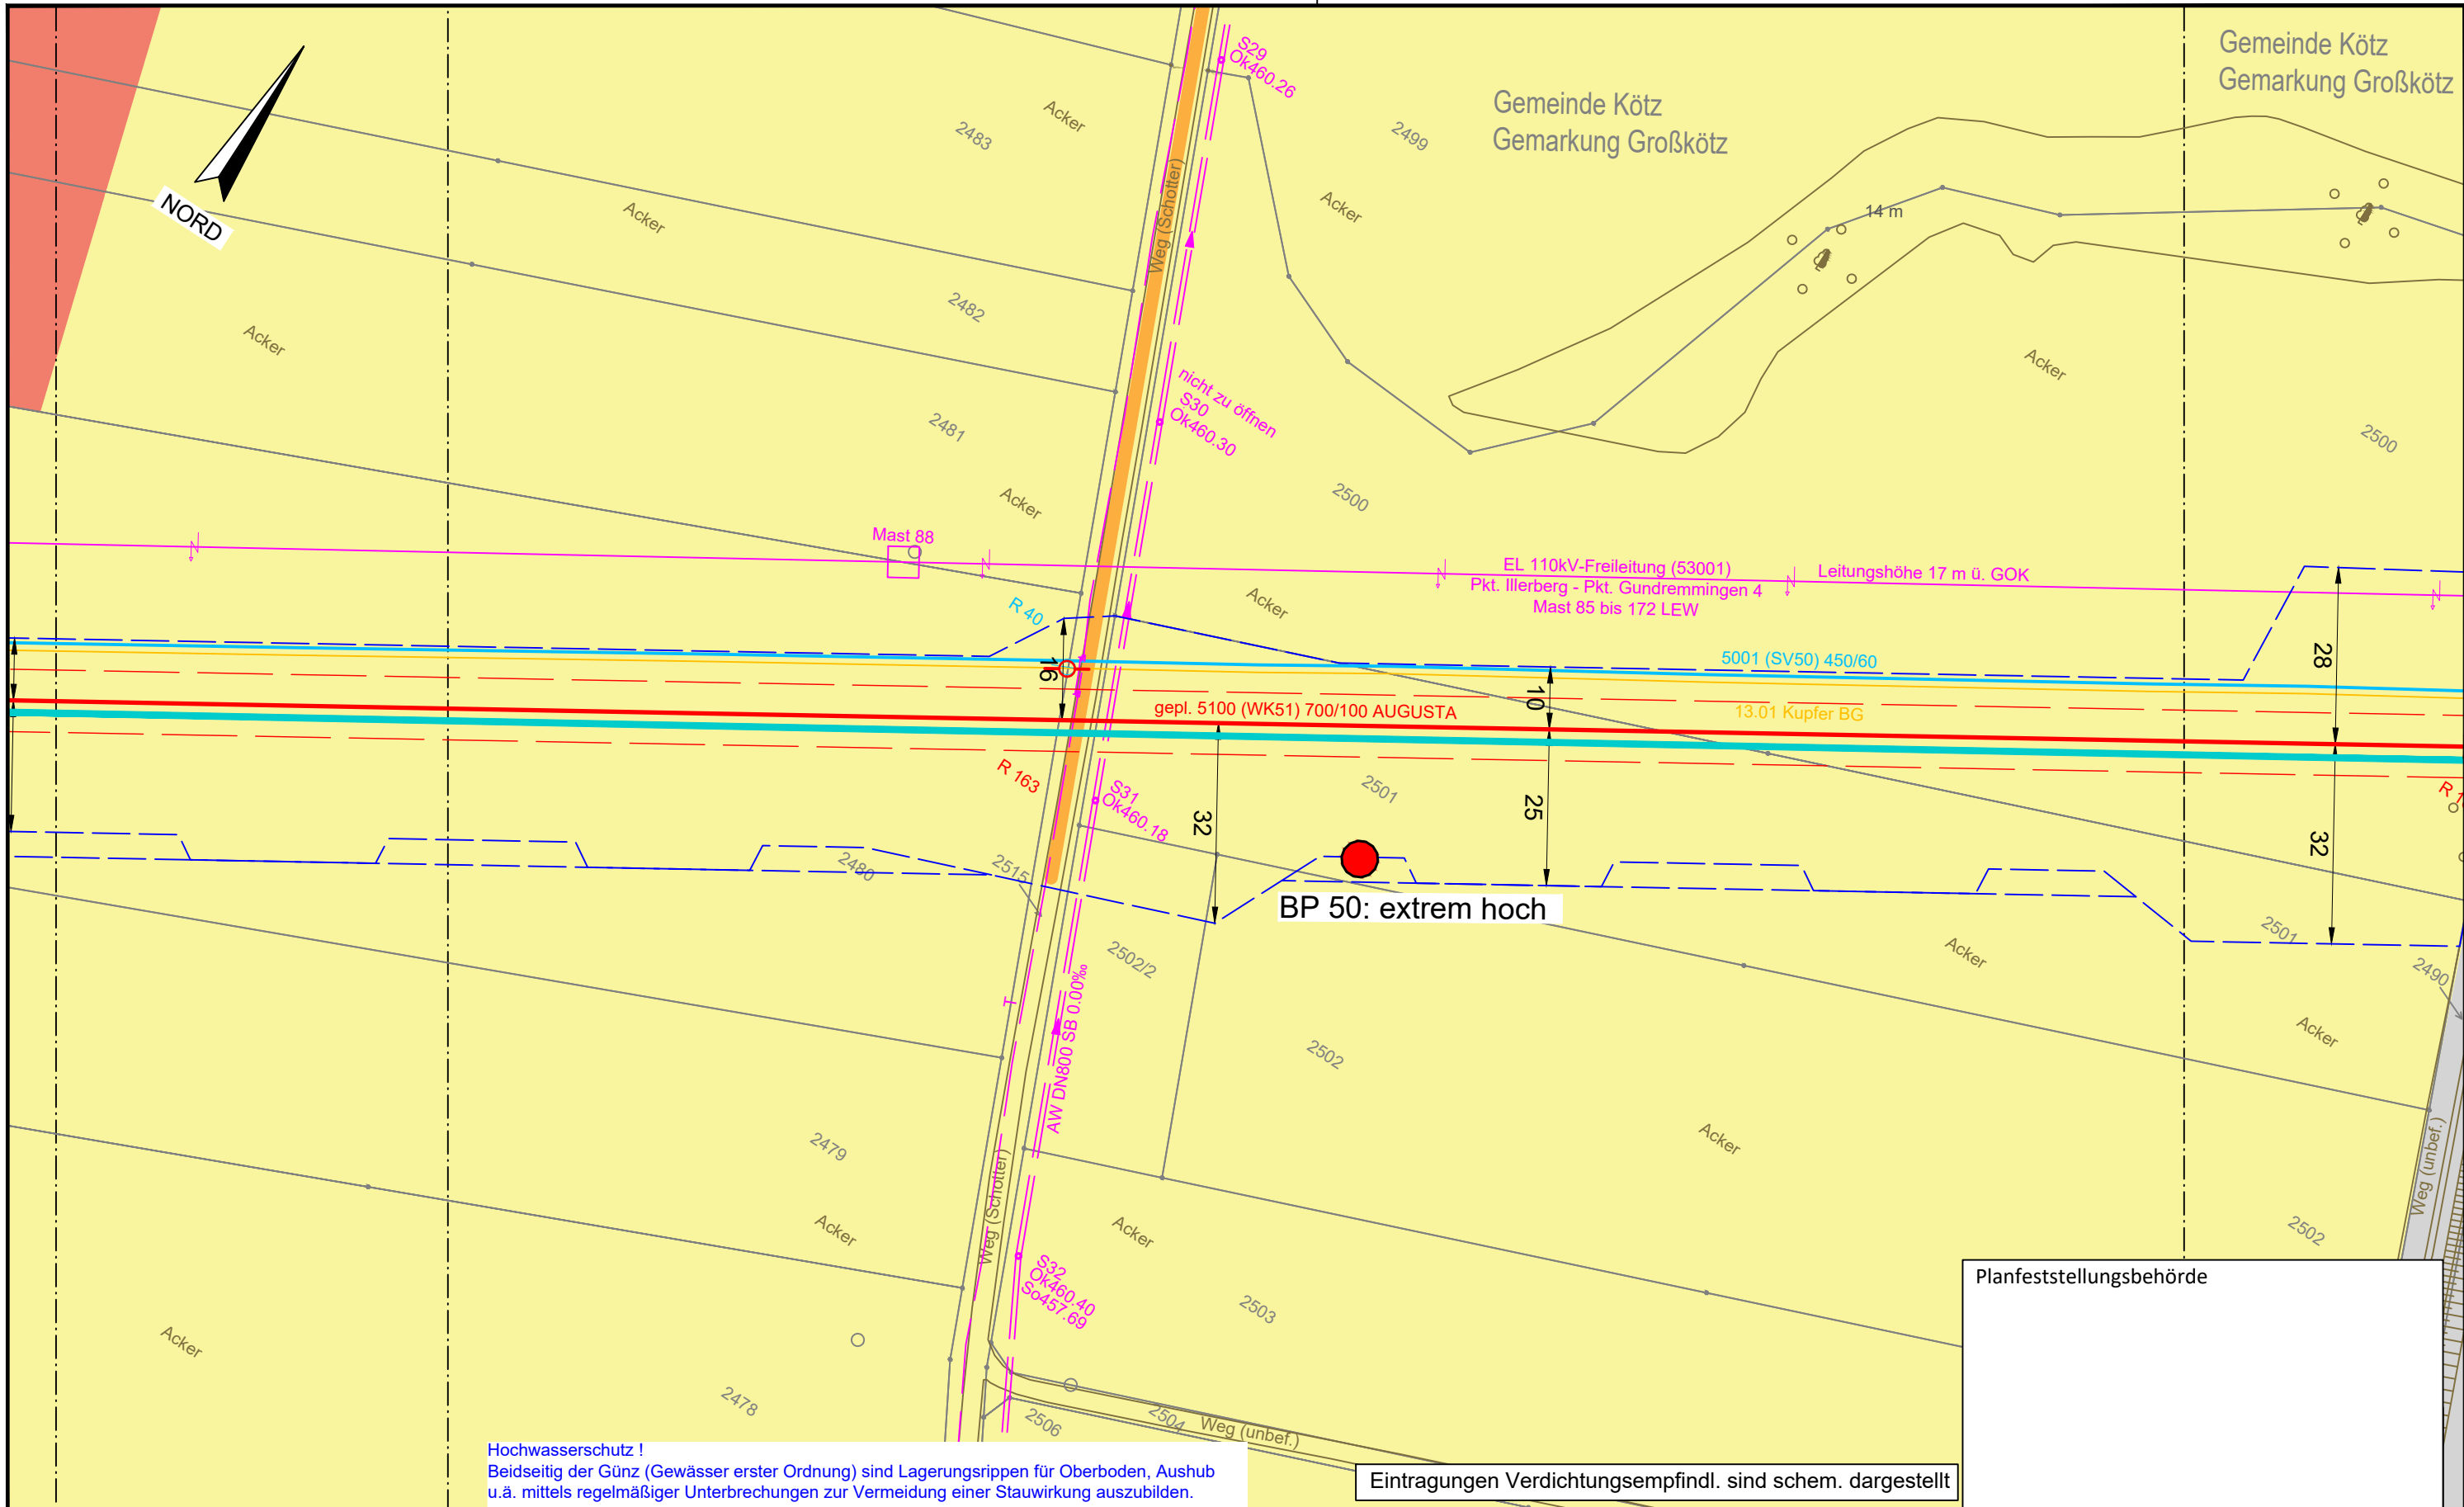 Gemeinde Kötz
Gemarkung Großkötz
Gemeinde Kötz
Gemarkung Großkötz
NORD
S29
Ok460.26
Acker
2483
2499
Weg (Schotter)
Acker
Acker
14 m
2482
Acker
Acker
nicht zu öffnen
S30
Ok460.30
2481
2500
Acker
2500
Mast 88
EL 110kV-Freileitung (53001)
Pkt. Illerberg - Pkt. Gundremmingen 4
Mast 85 bis 172 LEW
Leitungshöhe 17 m ü. GOK
R 40
Acker
16
28
5001 (SV50) 450/60
10
gepl. 5100 (WK51) 700/100 AUGUSTA
13.01 Kupfer BG
R 163
S31
Ok460.18
2501
32
25
32
2480
2515
BP 50: extrem hoch
2502/2
2501
Acker
2490
T
AW DN800 SB 0.00‰
2502
Acker
2479
Acker
Weg (unbef.)
Weg (Schotter)
Acker
Acker
2502
S32
Ok460.40
So457.69
2503
Planfeststellungsbehörde
Acker
2478
2506
2504
Weg (unbef.)
Hochwasserschutz !
Beidseitig der Günz (Gewässer erster Ordnung) sind Lagerungsrippen für Oberboden, Aushub
u.ä. mittels regelmäßiger Unterbrechungen zur Vermeidung einer Stauwirkung auszubilden.
Eintragungen Verdichtungsempfindl. sind schem. dargestellt